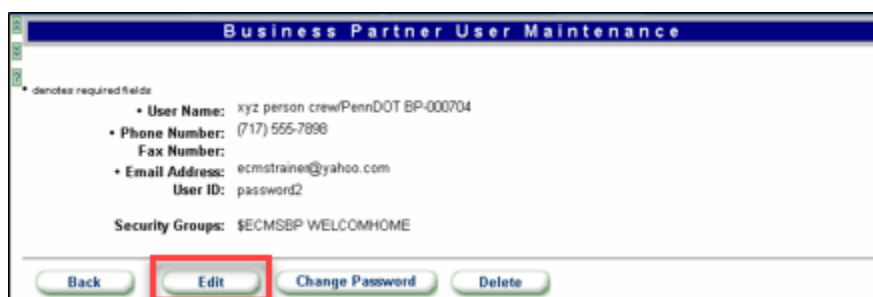 Business Partner User Maintenance
?
• denotes required fields
• User Name: xyz person crew/PennDOT BP-000704
• Phone Number: (717) 555-7898
Fax Number:
• Email Address: ecmstrainer@yahoo.com
User ID: password2
Security Groups: $ECMSBP WELCOMHOME
Back Edit Change Password Delete